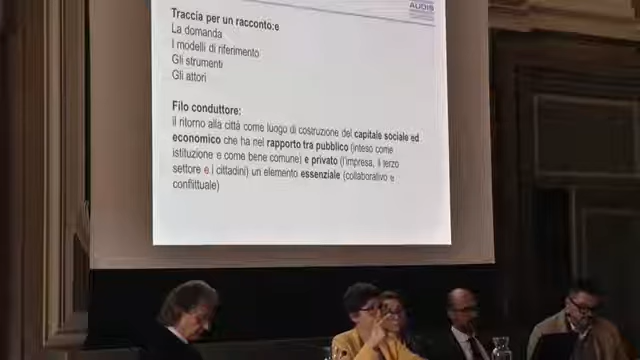 AUDIS
Traccia per un racconto:e
La domanda
I modelli di riferimento
Gli strumenti
Gli attori
Filo conduttore:
il ritorno alla città come luogo di costruzione del capitale sociale ed
economico che ha nel rapporto tra pubblico (inteso come
istituzione e come bene comune) e privato (l'impresa, il terzo
settore e i cittadini) un elemento essenziale (collaborativo e
conflittuale)